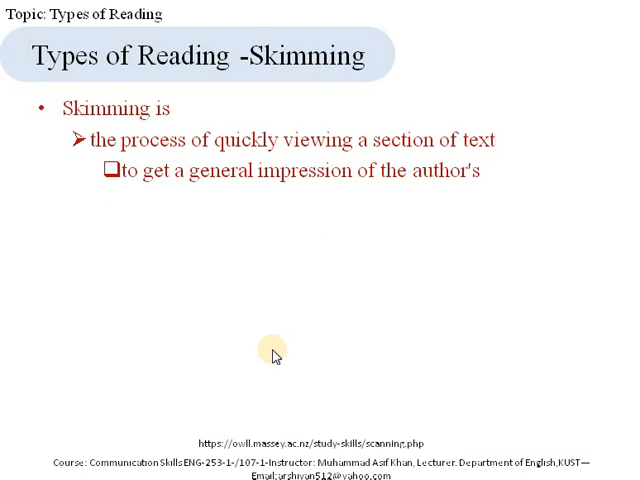 Topic: Types of Reading
Types of Reading -Skimming
• Skimming is
➢ the process of quickly viewing a section of text
❑to get a general impression of the author's
https://owll.massey.ac.nz/study-skills/scanning.php
Course: Communication Skills ENG-253-1-/107-1-Instructor: Muhammad Asif Khan, Lecturer. Department of English,KUST—
Email;arshivan512@yahoo.com